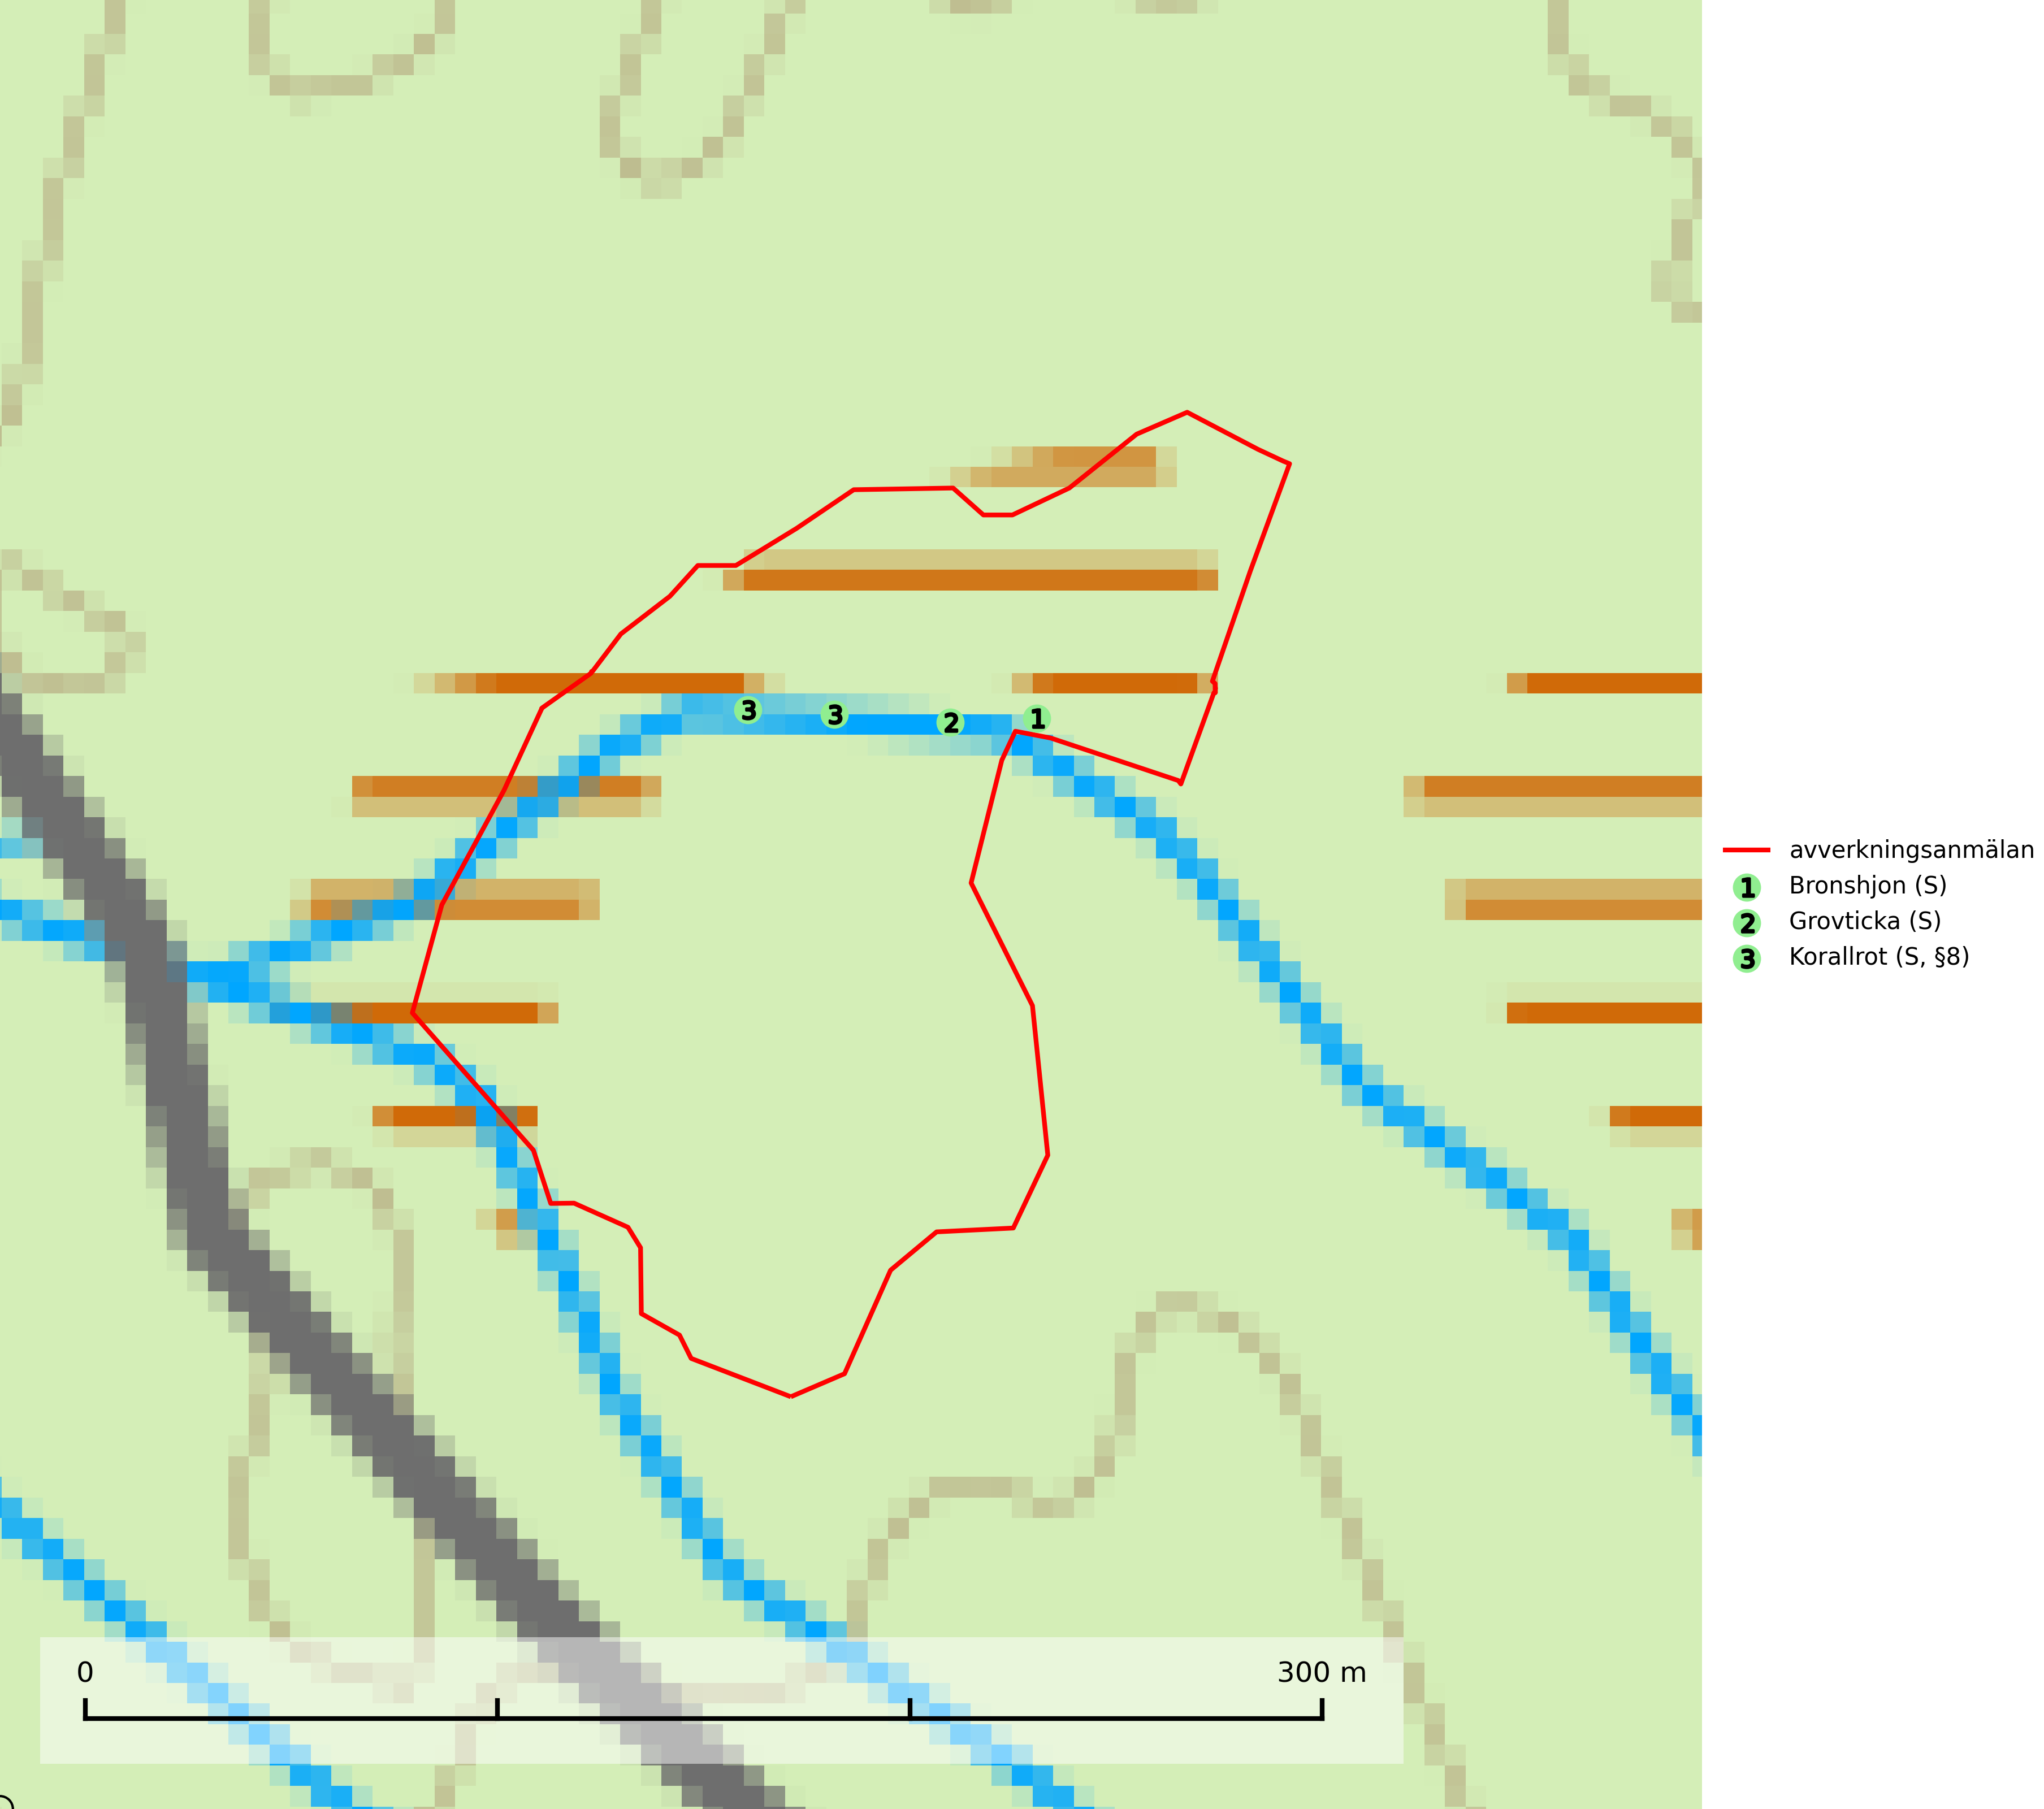 3
3
2
1
avverkningsanmälan
1 Bronshjon (S)
2 Grovticka (S)
3 Korallrot (S, §8)
0 300 m